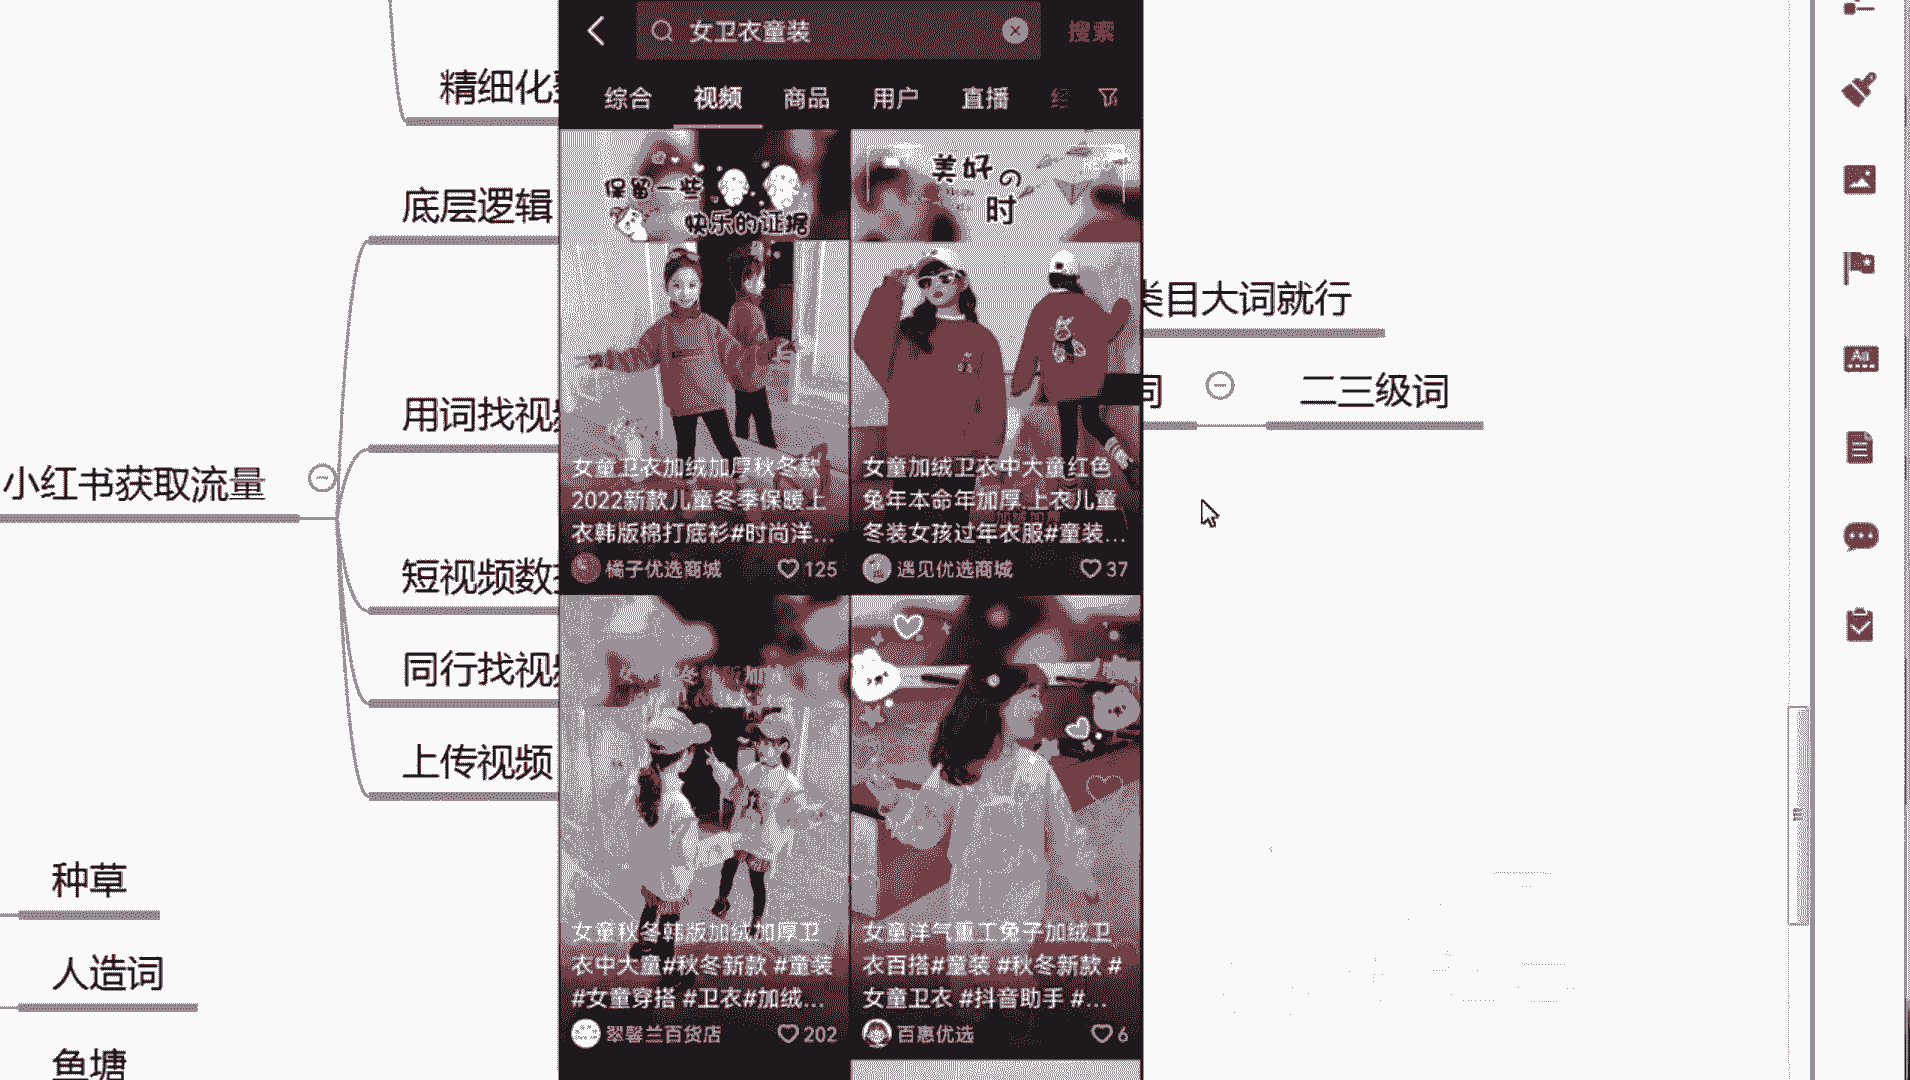 精细化
底层逻辑
用词找视
小红书获取流量
短视频数
同行找视
上传视频
种草
人造词
鱼塘
女卫衣童装
搜索
综合
视频
商品
用户
直播
保留一些
快乐的证据
美好の
时
女童卫衣加绒加厚秋冬款
2022新款儿童冬季保暖上
衣韩版棉打底衫#时尚洋...
橘子优选商城
125
女童加绒卫衣中大童红色
兔年本命年加厚上衣儿童
冬装女孩过年衣服#童装...
遇见优选商城
37
女童秋冬韩版加绒加厚卫
衣中大童#秋冬新款 #童装
#女童穿搭 #卫衣#加绒...
翠馨兰百货店
202
女童洋气重工兔子加绒卫
衣百搭#童装 #秋冬新款 #
女童卫衣 #抖音助手 #...
百惠优选
6
类目大词就行
词
二三级词
Aa